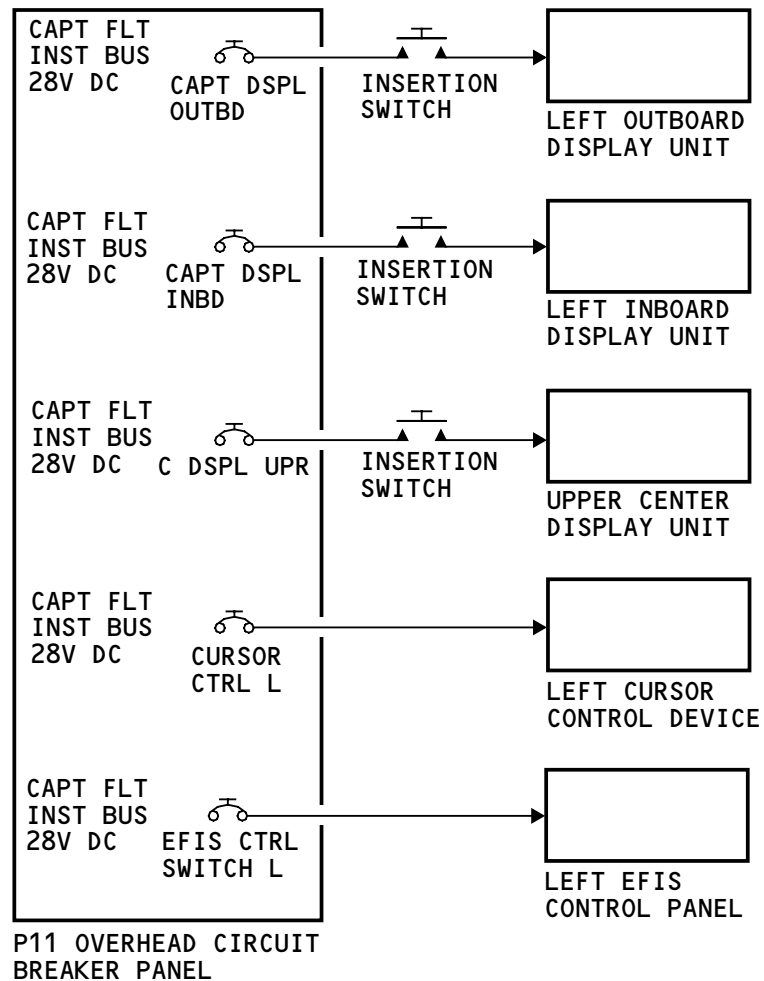 CAPT FLT
INST BUS
28V DC
CAPT DSPL
OUTBD
INSERTION
SWITCH
LEFT OUTBOARD
DISPLAY UNIT
CAPT FLT
INST BUS
28V DC
CAPT DSPL
INBD
INSERTION
SWITCH
LEFT INBOARD
DISPLAY UNIT
CAPT FLT
INST BUS
28V DC
C DSPL UPR
INSERTION
SWITCH
UPPER CENTER
DISPLAY UNIT
CAPT FLT
INST BUS
28V DC
CURSOR
CTRL L
LEFT CURSOR
CONTROL DEVICE
CAPT FLT
INST BUS
28V DC
EFIS CTRL
SWITCH L
LEFT EFIS
CONTROL PANEL
P11 OVERHEAD CIRCUIT
BREAKER PANEL